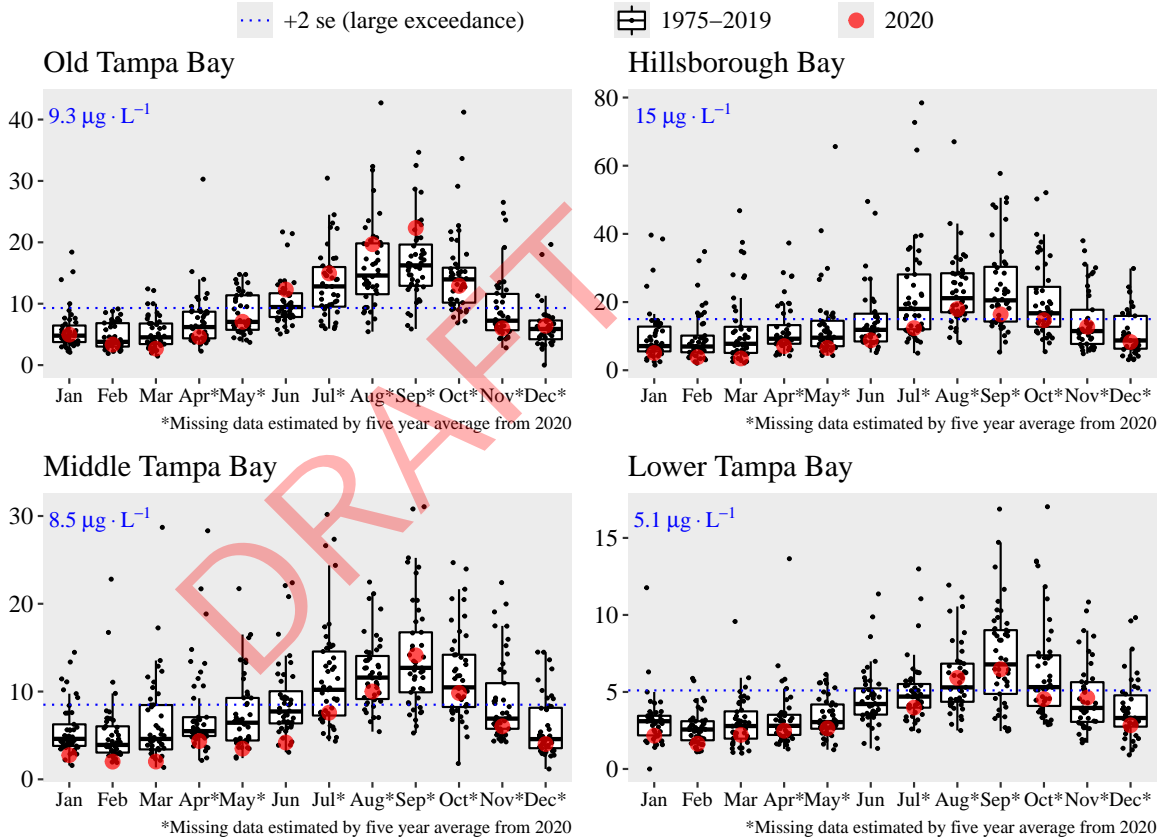 +2 se (large exceedance) 1975–2019 2020
Old Tampa Bay
9.3 μg · L⁻¹
40
30
20
10
0
Jan Feb Mar Apr* May* Jun Jul* Aug* Sep* Oct* Nov* Dec*
*Missing data estimated by five year average from 2020
Hillsborough Bay
15 μg · L⁻¹
80
60
40
20
0
Jan Feb Mar Apr* May* Jun Jul* Aug* Sep* Oct* Nov* Dec*
*Missing data estimated by five year average from 2020
Middle Tampa Bay
8.5 μg · L⁻¹
30
20
10
0
Jan Feb Mar Apr* May* Jun Jul* Aug* Sep* Oct* Nov* Dec*
*Missing data estimated by five year average from 2020
Lower Tampa Bay
5.1 μg · L⁻¹
15
10
5
0
Jan Feb Mar Apr* May* Jun Jul* Aug* Sep* Oct* Nov* Dec*
*Missing data estimated by five year average from 2020
DRAFT